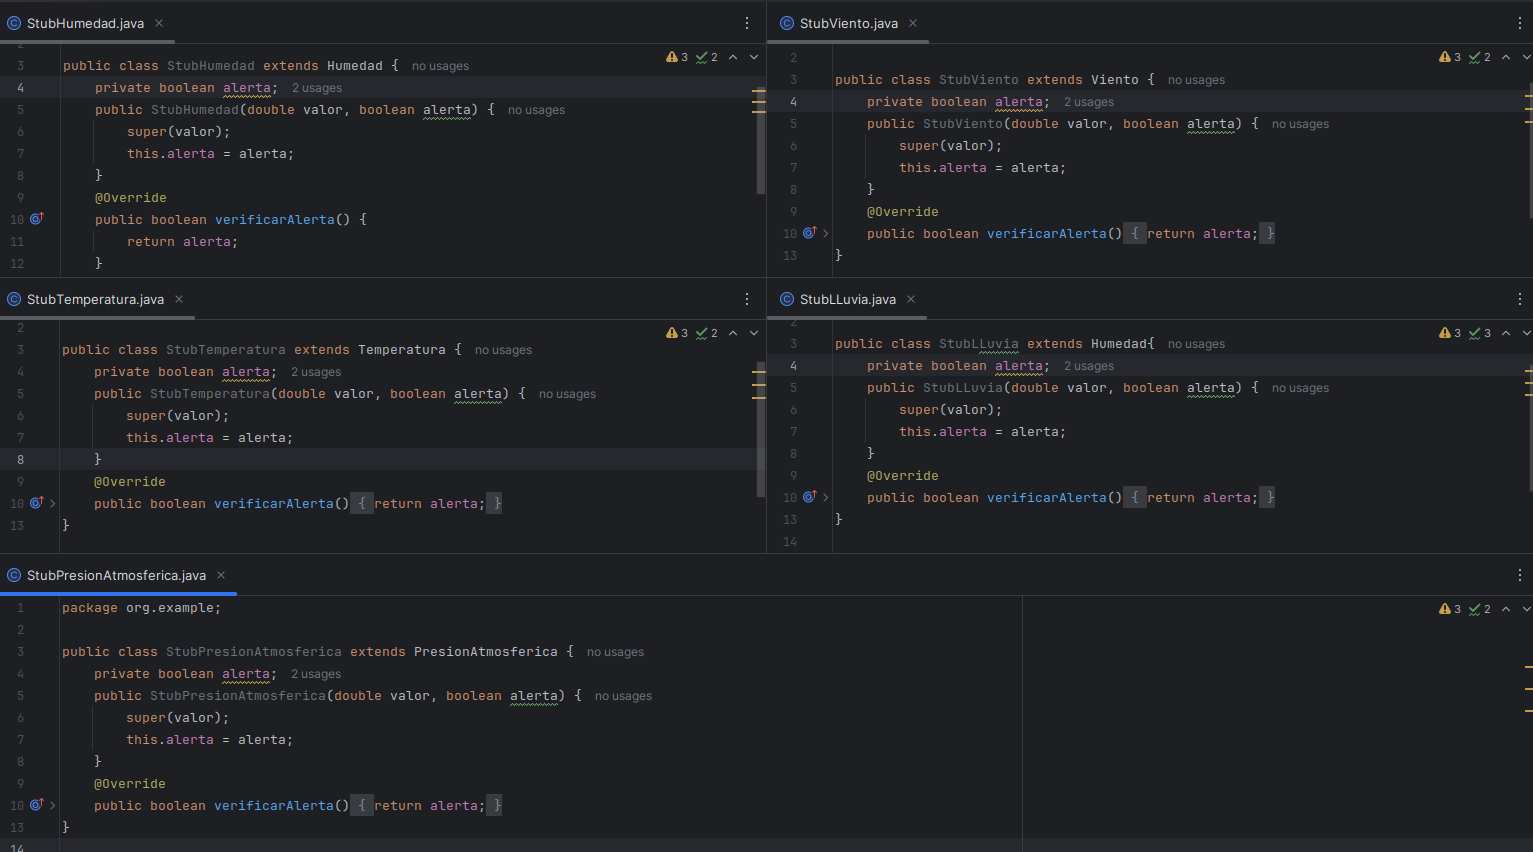 StubHumedad.java
3 2
2
3 public class StubHumedad extends Humedad { no usages
4 private boolean alerta; 2 usages
5 public StubHumedad(double valor, boolean alerta) { no usages
6 super(valor);
7 this.alerta = alerta;
8 }
9 @Override
10 public boolean verificarAlerta() {
11 return alerta;
12 }
StubViento.java
3 2
2
3 public class StubViento extends Viento { no usages
4 private boolean alerta; 2 usages
5 public StubViento(double valor, boolean alerta) { no usages
6 super(valor);
7 this.alerta = alerta;
8 }
9 @Override
10 public boolean verificarAlerta() { return alerta; }
13 }
StubTemperatura.java
3 2
2
3 public class StubTemperatura extends Temperatura { no usages
4 private boolean alerta; 2 usages
5 public StubTemperatura(double valor, boolean alerta) { no usages
6 super(valor);
7 this.alerta = alerta;
8 }
9 @Override
10 public boolean verificarAlerta() { return alerta; }
13 }
StubLLuvia.java
3 3
2
3 public class StubLLuvia extends Humedad{ no usages
4 private boolean alerta; 2 usages
5 public StubLLuvia(double valor, boolean alerta) { no usages
6 super(valor);
7 this.alerta = alerta;
8 }
9 @Override
10 public boolean verificarAlerta() { return alerta; }
13 }
14
StubPresionAtmosferica.java
3 2
1 package org.example;
2
3 public class StubPresionAtmosferica extends PresionAtmosferica { no usages
4 private boolean alerta; 2 usages
5 public StubPresionAtmosferica(double valor, boolean alerta) { no usages
6 super(valor);
7 this.alerta = alerta;
8 }
9 @Override
10 public boolean verificarAlerta() { return alerta; }
13 }
14